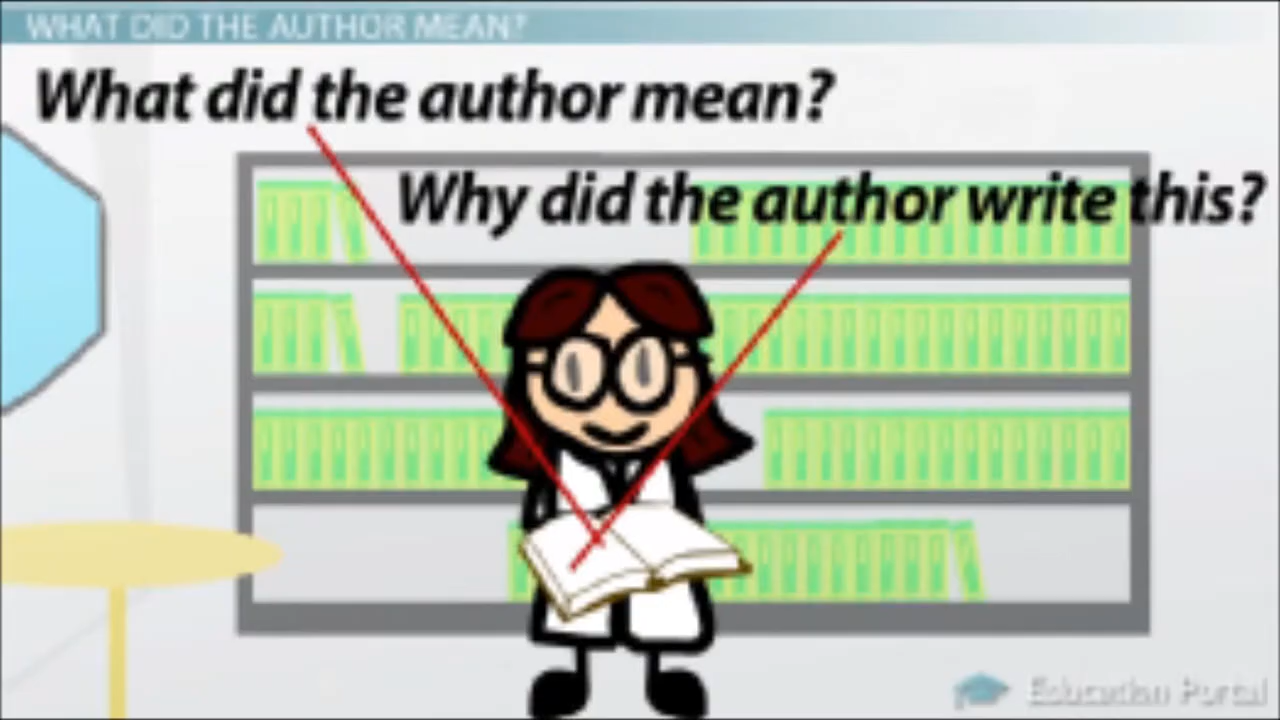 WHAT DID THE AUTHOR MEAN?
What did the author mean?
Why did the author write this?
Education Portal